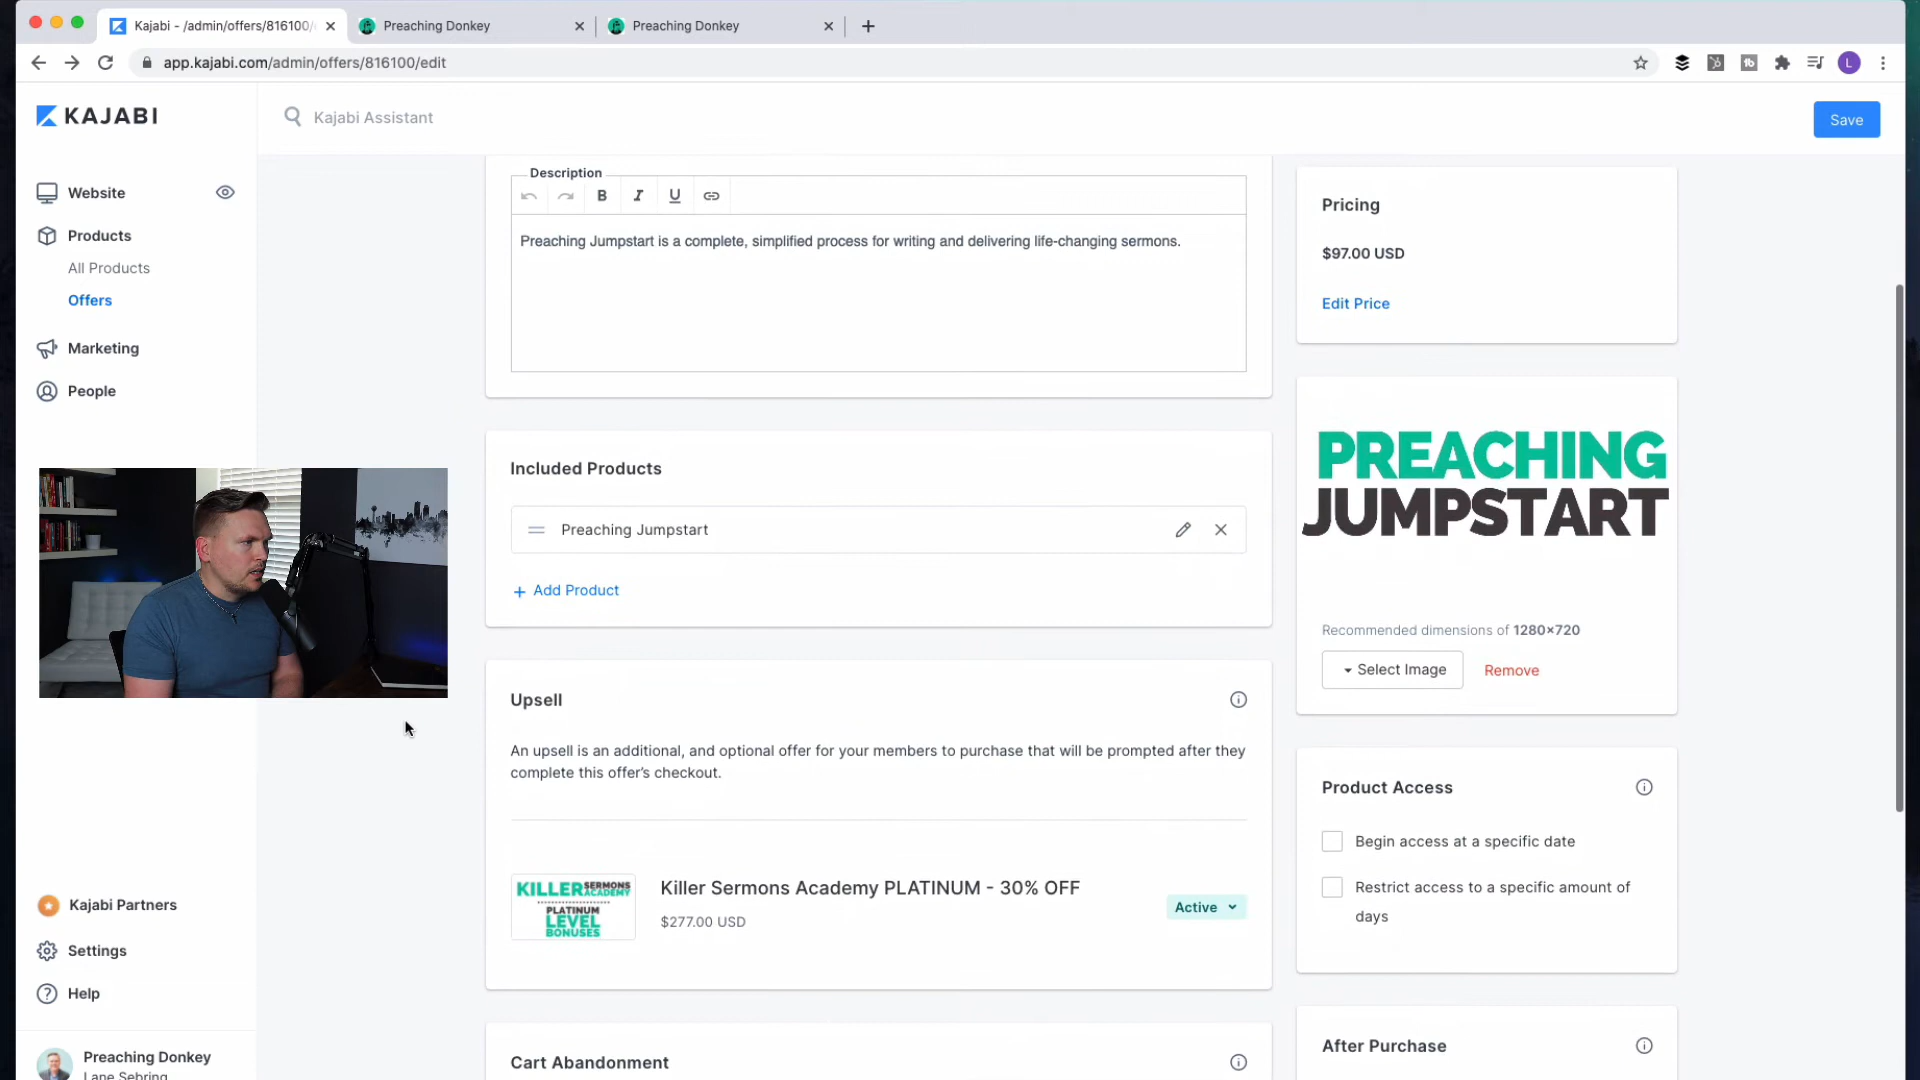 Kajabi - /admin/offers/816100/
Preaching Donkey
Preaching Donkey
app.kajabi.com/admin/offers/816100/edit
L
KAJABI
Kajabi Assistant
Save
Website
Products
All Products
Offers
Marketing
People
Kajabi Partners
Settings
Help
Preaching Donkey
Lane Sebring
Description
B I U
Preaching Jumpstart is a complete, simplified process for writing and delivering life-changing sermons.
Included Products
Preaching Jumpstart
+ Add Product
Upsell
An upsell is an additional, and optional offer for your members to purchase that will be prompted after they
complete this offer's checkout.
KILLER SERMONS
ACADEMY
PLATINUM
LEVEL
BONUSES
Killer Sermons Academy PLATINUM - 30% OFF
$277.00 USD
Active
Cart Abandonment
Pricing
$97.00 USD
Edit Price
PREACHING
JUMPSTART
Recommended dimensions of 1280×720
Select Image
Remove
Product Access
Begin access at a specific date
Restrict access to a specific amount of
days
After Purchase